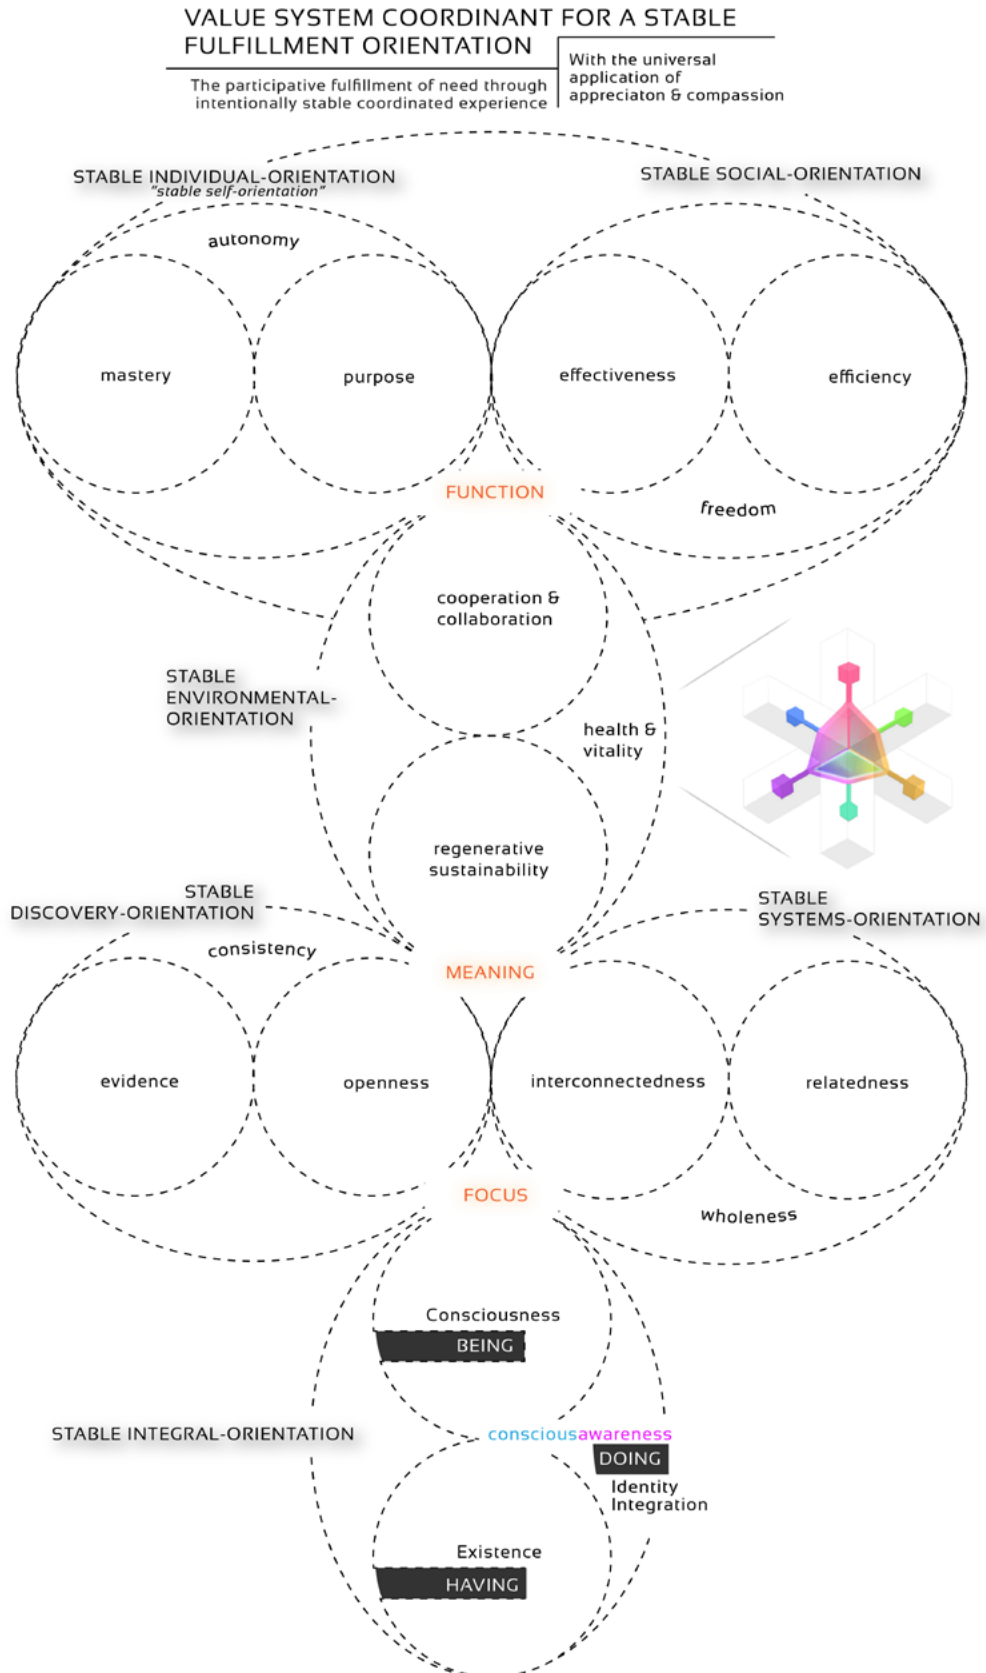 VALUE SYSTEM COORDINANT FOR A STABLE
FULFILLMENT ORIENTATION
The participative fulfillment of need through
intentionally stable coordinated experience
With the universal
application of
appreciaton & compassion
STABLE INDIVIDUAL-ORIENTATION
"stable self-orientation"
STABLE SOCIAL-ORIENTATION
autonomy
mastery
purpose
effectiveness
efficiency
FUNCTION
freedom
cooperation &
collaboration
STABLE
ENVIRONMENTAL-
ORIENTATION
health &
vitality
regenerative
sustainability
STABLE
DISCOVERY-ORIENTATION
STABLE
SYSTEMS-ORIENTATION
consistency
MEANING
evidence
openness
interconnectedness
relatedness
FOCUS
wholeness
Consciousness
BEING
STABLE INTEGRAL-ORIENTATION
consciousawareness
DOING
Identity
Integration
Existence
HAVING